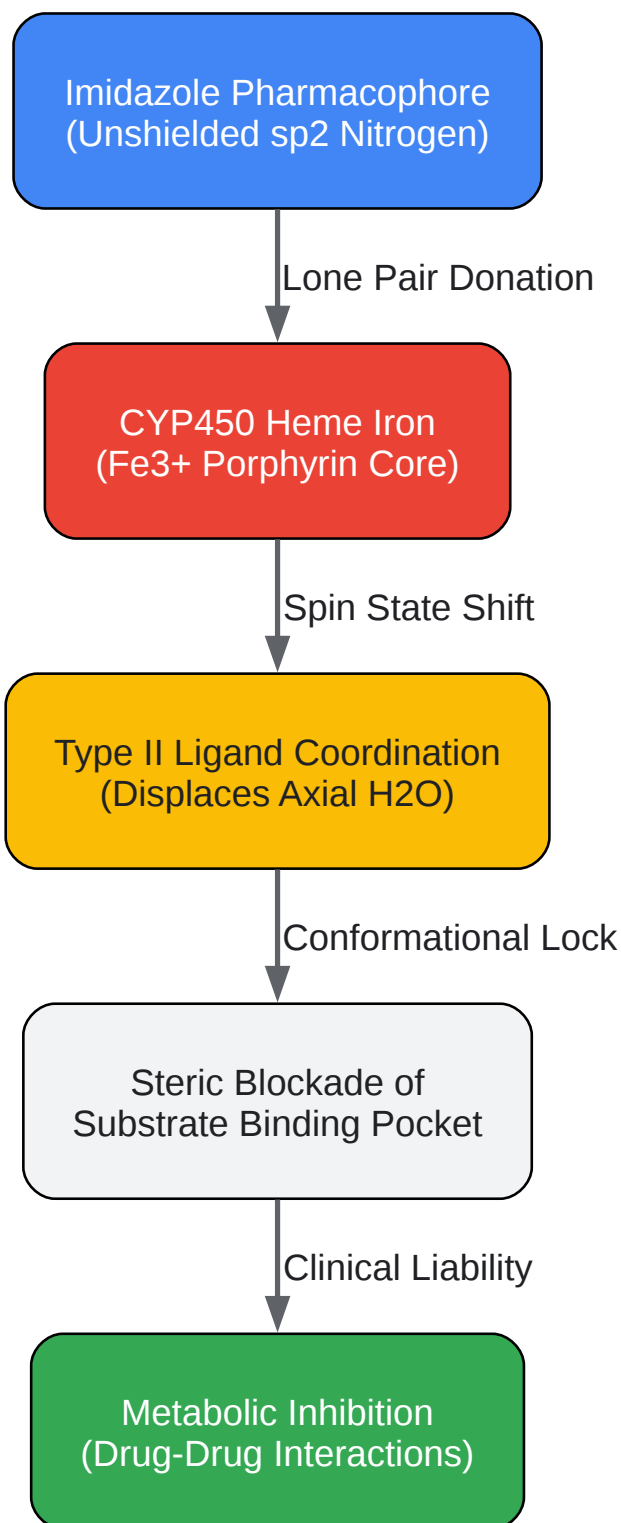 Imidazole Pharmacophore
(Unshielded sp2 Nitrogen)
Lone Pair Donation
CYP450 Heme Iron
(Fe3+ Porphyrin Core)
Spin State Shift
Type II Ligand Coordination
(Displaces Axial H2O)
Conformational Lock
Steric Blockade of
Substrate Binding Pocket
Clinical Liability
Metabolic Inhibition
(Drug-Drug Interactions)